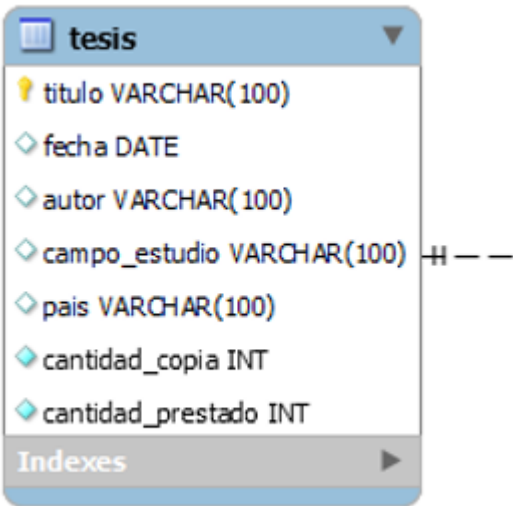 tesis
titulo VARCHAR(100)
fecha DATE
autor VARCHAR(100)
campo_estudio VARCHAR(100)
pais VARCHAR(100)
cantidad_copia INT
cantidad_prestado INT
Indexes